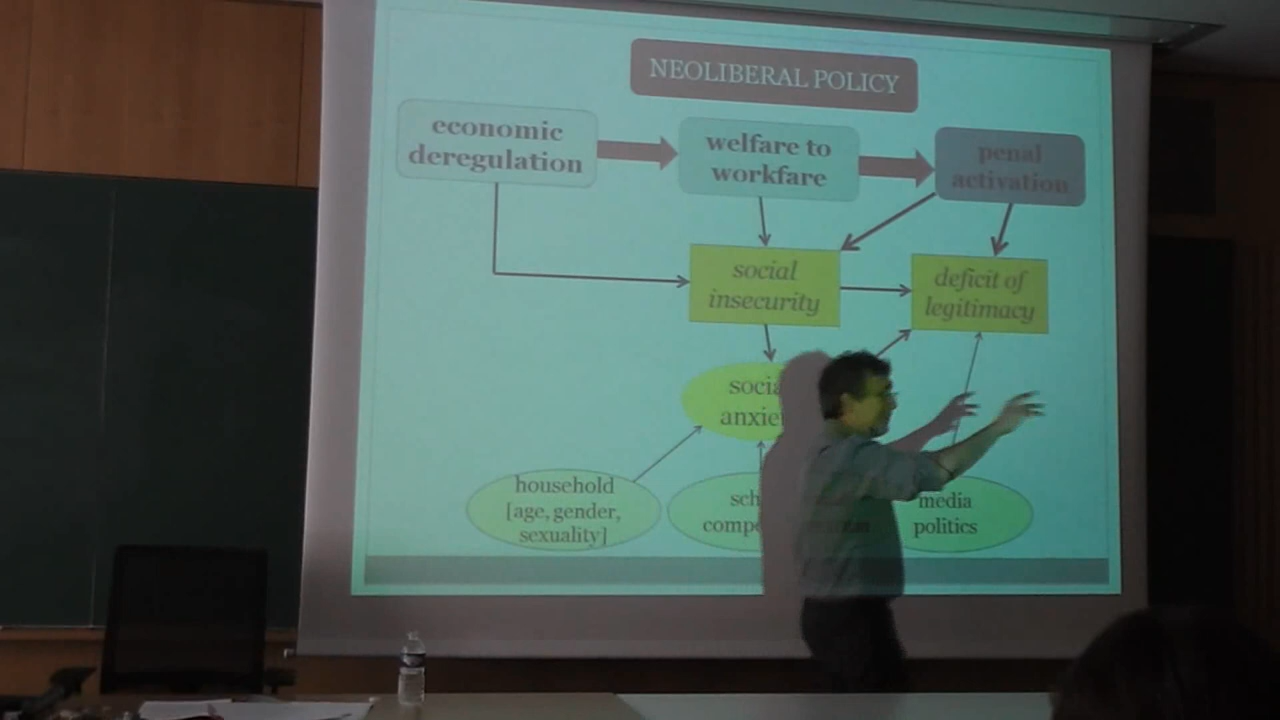 NEOLIBERAL POLICY
economic
deregulation
welfare to
workfare
penal
activation
social
insecurity
deficit of
legitimacy
household
[age, gender,
sexuality]
media
politics